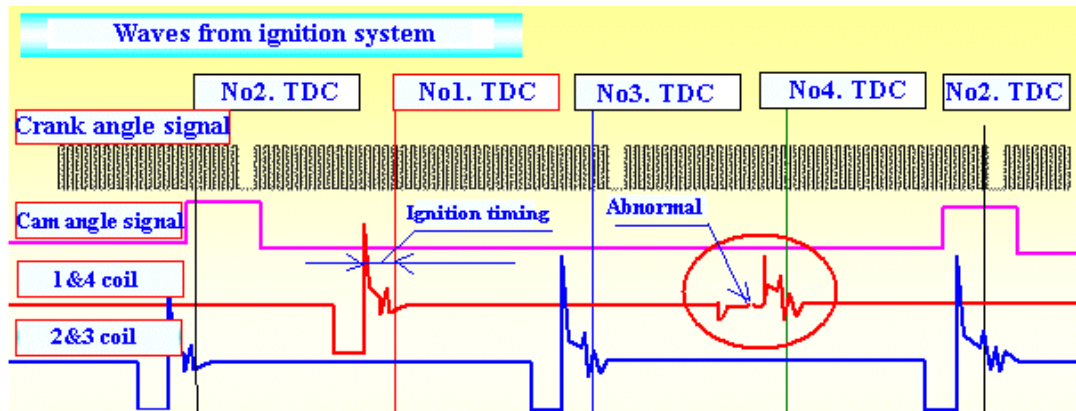 Waves from ignition system
No2. TDC
No1. TDC
No3. TDC
No4. TDC
No2. TDC
Crank angle signal
Cam angle signal
Ignition timing
Abnormal
1&4 coil
2&3 coil